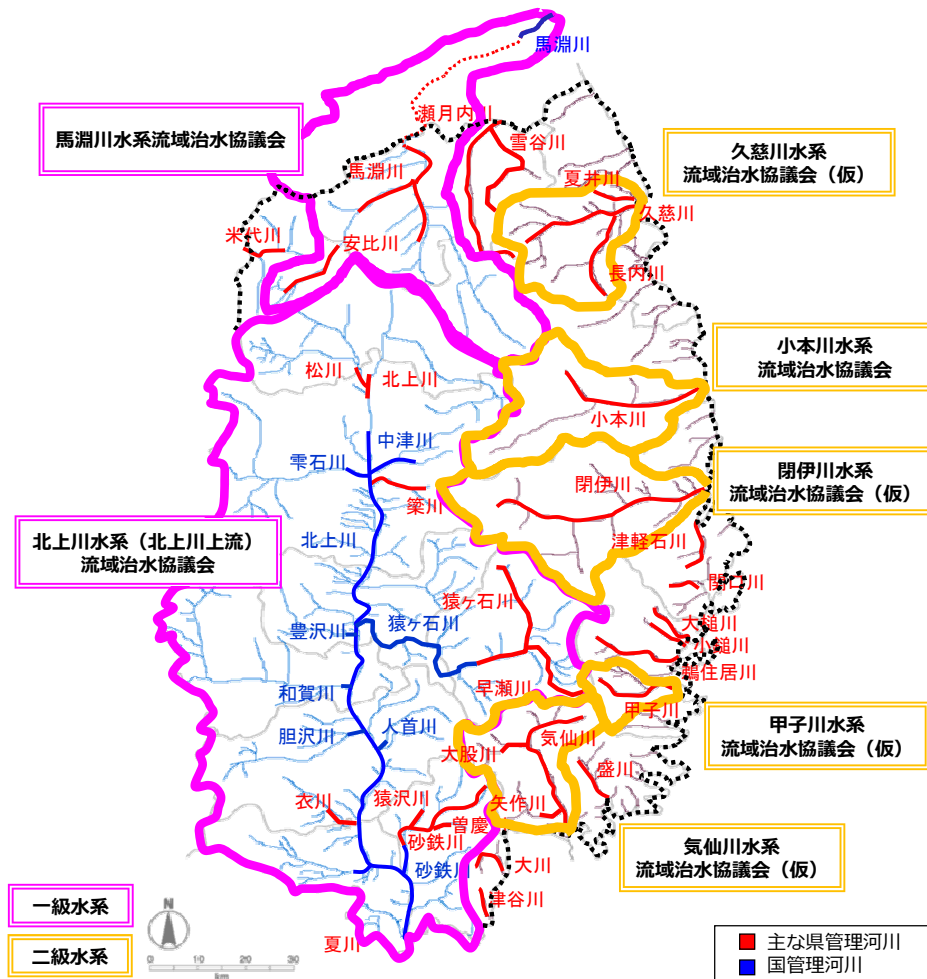 馬淵川
瀬月内川
馬淵川水系流域治水協議会
雪谷川
久慈川水系
流域治水協議会（仮）
馬淵川
夏井川
久慈川
米代川
安比川
長内川
小本川水系
流域治水協議会
松川
北上川
小本川
中津川
雫石川
閉伊川水系
流域治水協議会（仮）
閉伊川
簗川
北上川水系（北上川上流）
流域治水協議会
北上川
津軽石川
関口川
猿ヶ石川
大槌川
猿ヶ石川
豊沢川
小鎚川
鵜住居川
早瀬川
和賀川
甲子川
甲子川水系
流域治水協議会（仮）
人首川
胆沢川
気仙川
大股川
盛川
衣川
猿沢川
矢作川
曽慶
砂鉄川
気仙川水系
流域治水協議会（仮）
砂鉄川
大川
津谷川
一級水系
N
夏川
二級水系
0 10 20 30
km
主な県管理河川
国管理河川